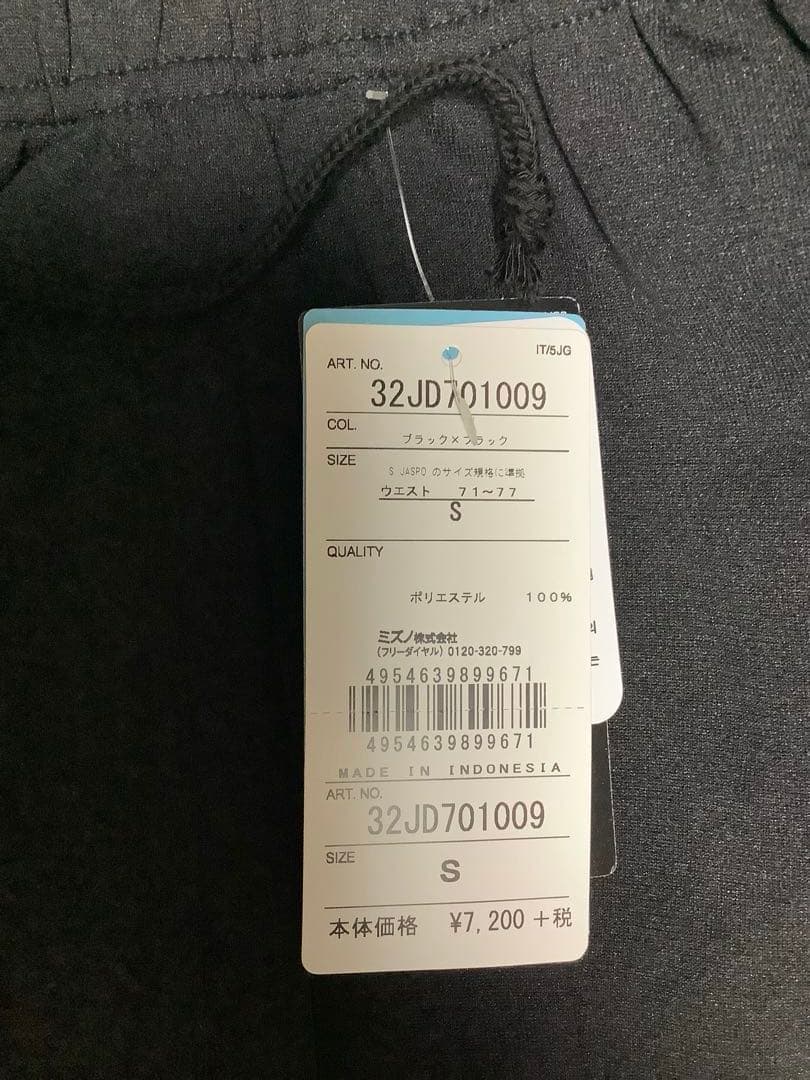 IT/5JG
ART. NO.
32JD701009
COL.
ブラック×ブラック
SIZE
S JASPO のサイズ規格に準拠
ウエスト 71~77
S
QUALITY
ポリエステル 100%
ミズノ株式会社
(フリーダイヤル) 0120-320-799
4954639899671
4954639899671
MADE IN INDONESIA
ART. NO.
32JD701009
SIZE
S
本体価格 ¥7,200 +税